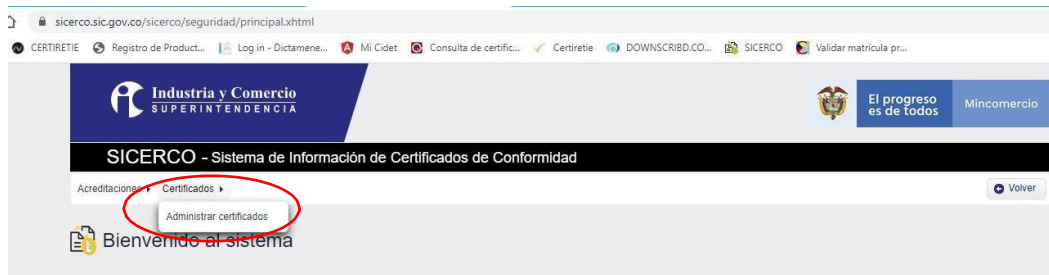 sicerco.sic.gov.co/sicerco/seguridad/principal.xhtml
CERTIRETIE Registro de Product... Log in - Dictamene... Mi Cidet Consulta de certific... Certiretie DOWNSCRIBD.CO... SICERCO Validar matrícula pr...
Industria y Comercio
SUPERINTENDENCIA
El progreso
es de todos
Mincomercio
SICERCO - Sistema de Información de Certificados de Conformidad
Acreditaciones Certificados Volver
Administrar certificados
Bienvenido al sistema